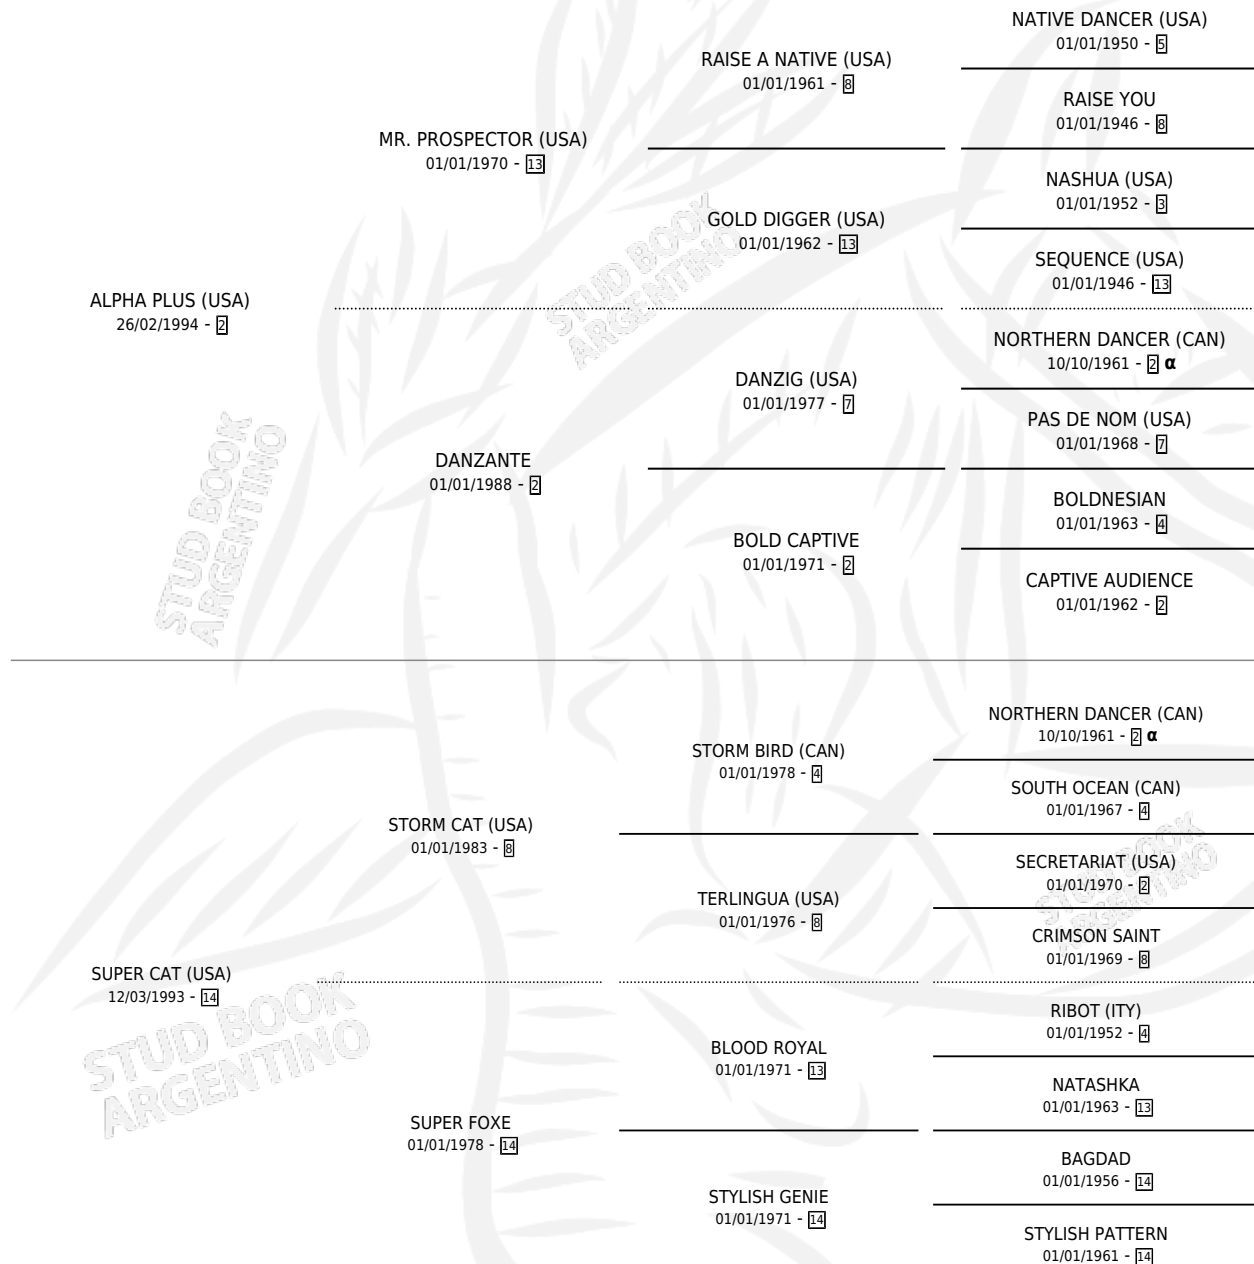 NATIVE DANCER (USA)
01/01/1950 - 5
RAISE A NATIVE (USA)
01/01/1961 - 8
RAISE YOU
01/01/1946 - 8
MR. PROSPECTOR (USA)
01/01/1970 - 13
NASHUA (USA)
01/01/1952 - 3
GOLD DIGGER (USA)
01/01/1962 - 13
SEQUENCE (USA)
01/01/1946 - 13
ALPHA PLUS (USA)
26/02/1994 - 2
NORTHERN DANCER (CAN)
10/10/1961 - 2 α
DANZIG (USA)
01/01/1977 - 7
PAS DE NOM (USA)
01/01/1968 - 7
DANZANTE
01/01/1988 - 2
BOLDNESIAN
01/01/1963 - 4
BOLD CAPTIVE
01/01/1971 - 2
CAPTIVE AUDIENCE
01/01/1962 - 2
NORTHERN DANCER (CAN)
10/10/1961 - 2 α
STORM BIRD (CAN)
01/01/1978 - 4
SOUTH OCEAN (CAN)
01/01/1967 - 4
STORM CAT (USA)
01/01/1983 - 8
SECRETARIAT (USA)
01/01/1970 - 2
TERLINGUA (USA)
01/01/1976 - 8
CRIMSON SAINT
01/01/1969 - 8
SUPER CAT (USA)
12/03/1993 - 14
RIBOT (ITY)
01/01/1952 - 4
BLOOD ROYAL
01/01/1971 - 13
NATASHKA
01/01/1963 - 13
SUPER FOXE
01/01/1978 - 14
BAGDAD
01/01/1956 - 14
STYLISH GENIE
01/01/1971 - 14
STYLISH PATTERN
01/01/1961 - 14
STUD BOOK
ARGENTINO
STUD BOOK
ARGENTINO
STUD BOOK
ARGENTINO
STUD BOOK
ARGENTINO